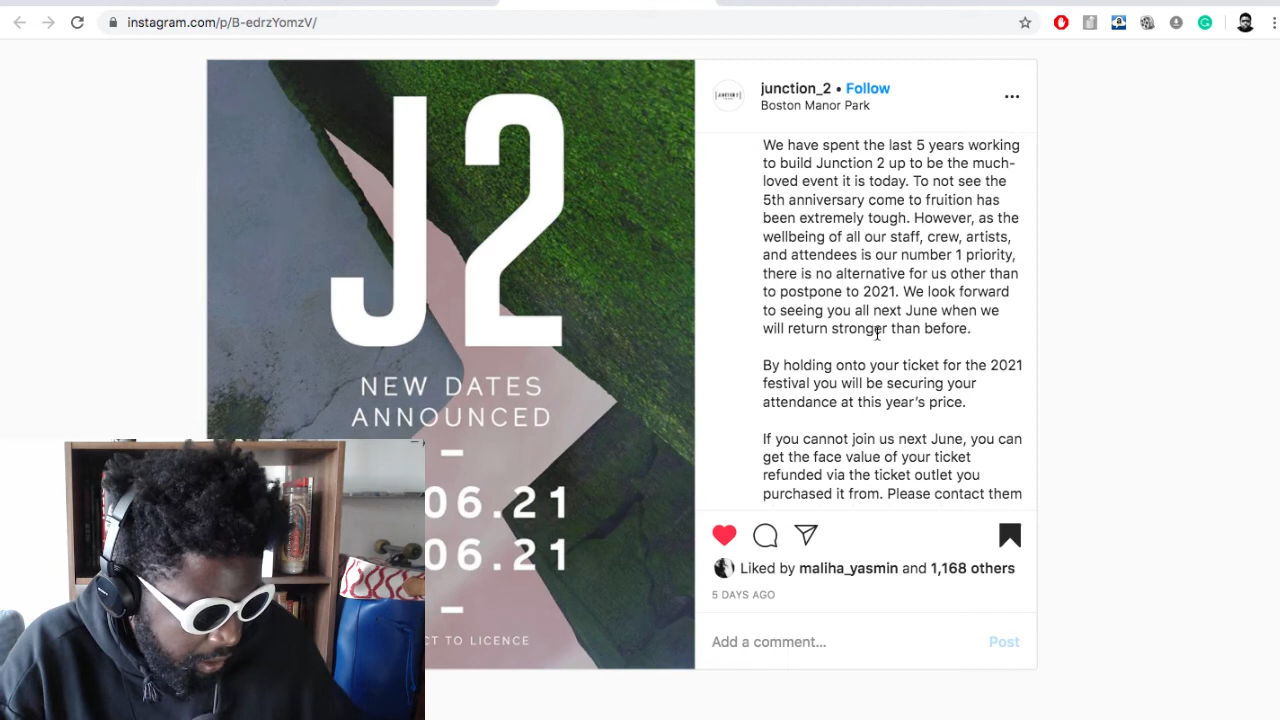 instagram.com/p/B-edrzYomzV/
junction_2 • Follow
Boston Manor Park
We have spent the last 5 years working
to build Junction 2 up to be the much-
loved event it is today. To not see the
5th anniversary come to fruition has
been extremely tough. However, as the
wellbeing of all our staff, crew, artists,
and attendees is our number 1 priority,
there is no alternative for us other than
to postpone to 2021. We look forward
to seeing you all next June when we
will return stronger than before.
By holding onto your ticket for the 2021
festival you will be securing your
attendance at this year's price.
If you cannot join us next June, you can
get the face value of your ticket
refunded via the ticket outlet you
purchased it from. Please contact them
Liked by maliha_yasmin and 1,168 others
5 DAYS AGO
Add a comment... Post
J2
NEW DATES
ANNOUNCED
06.21
06.21
CT TO LICENCE